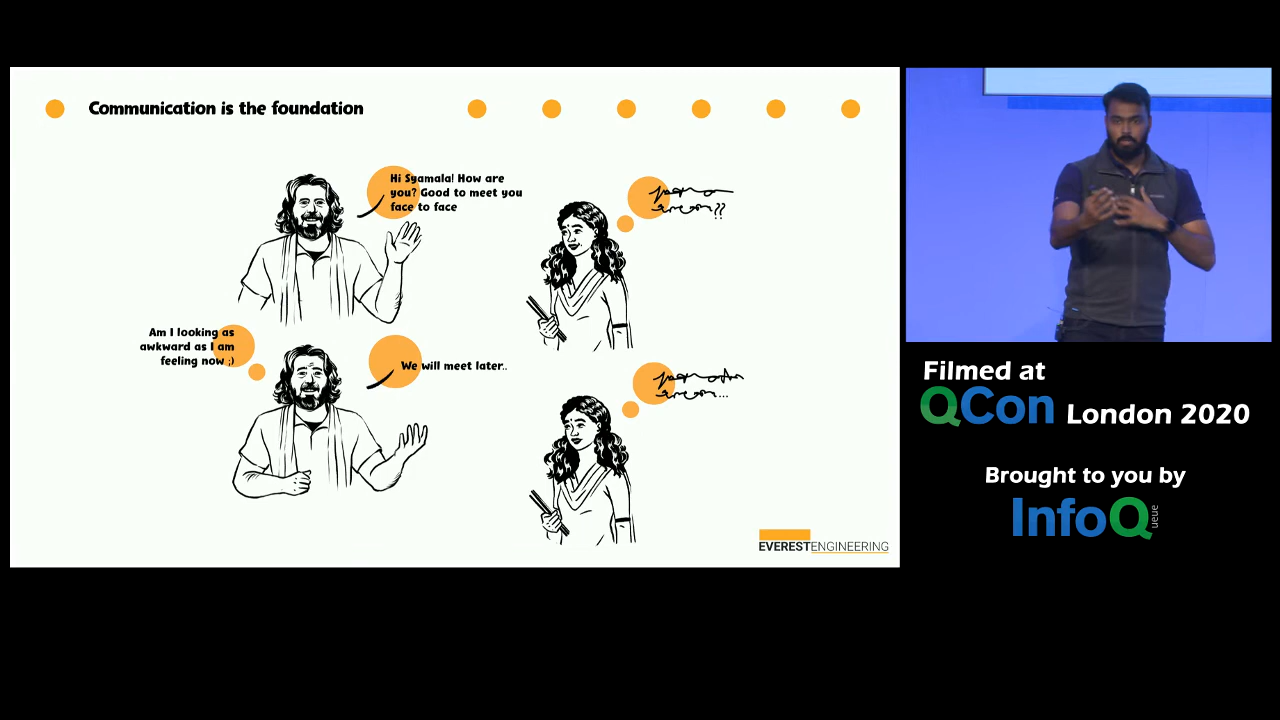 Communication is the foundation
Hi Syamala! How are
you? Good to meet you
face to face
Am I looking as
awkward as I am
feeling now ;)
We will meet later..
EVERESTENGINEERING
Filmed at
QCon London 2020
Brought to you by
InfoQ
ueue